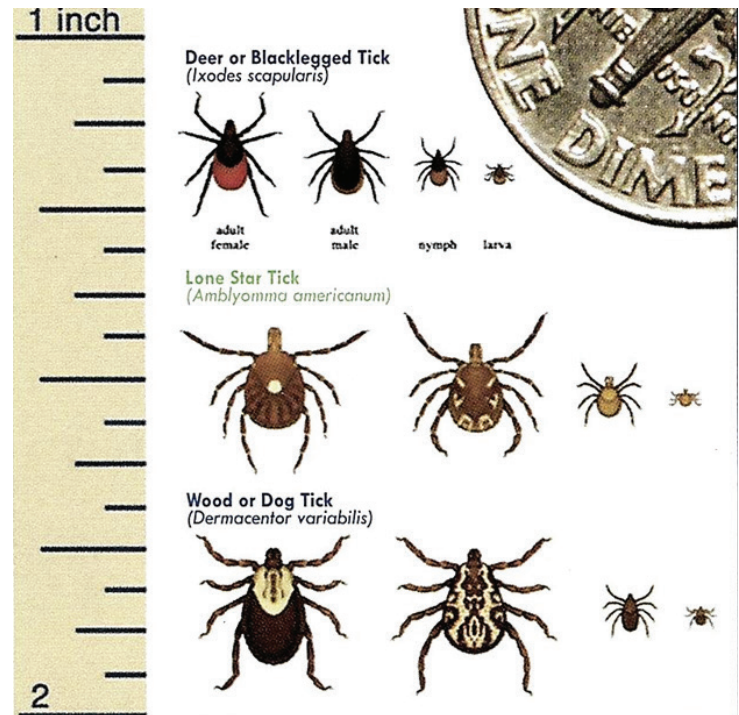 1 inch
Deer or Blacklegged Tick
(Ixodes scapularis)
ONE DIME
adult female
adult male
nymph
larva
Lone Star Tick
(Amblyomma americanum)
Wood or Dog Tick
(Dermacentor variabilis)
2